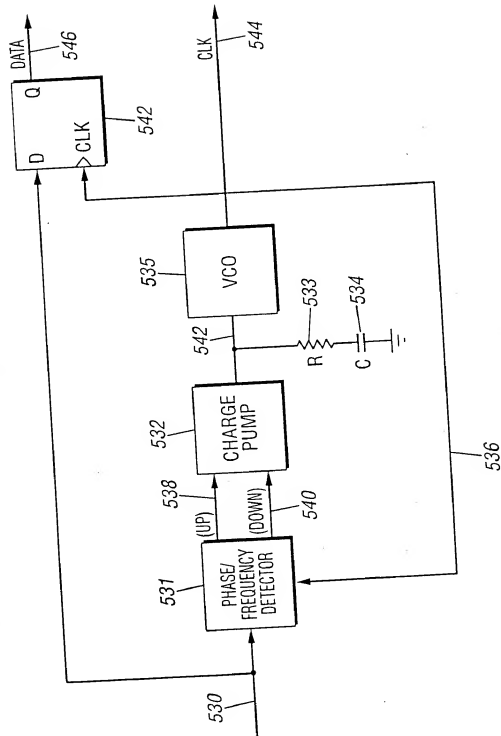 DATA
546
D
Q
CLK
542
CLK
544
535
VCO
542
533
R
534
C
532
CHARGE
PUMP
538
(UP)
(DOWN)
540
531
PHASE/
FREQUENCY
DETECTOR
536
530